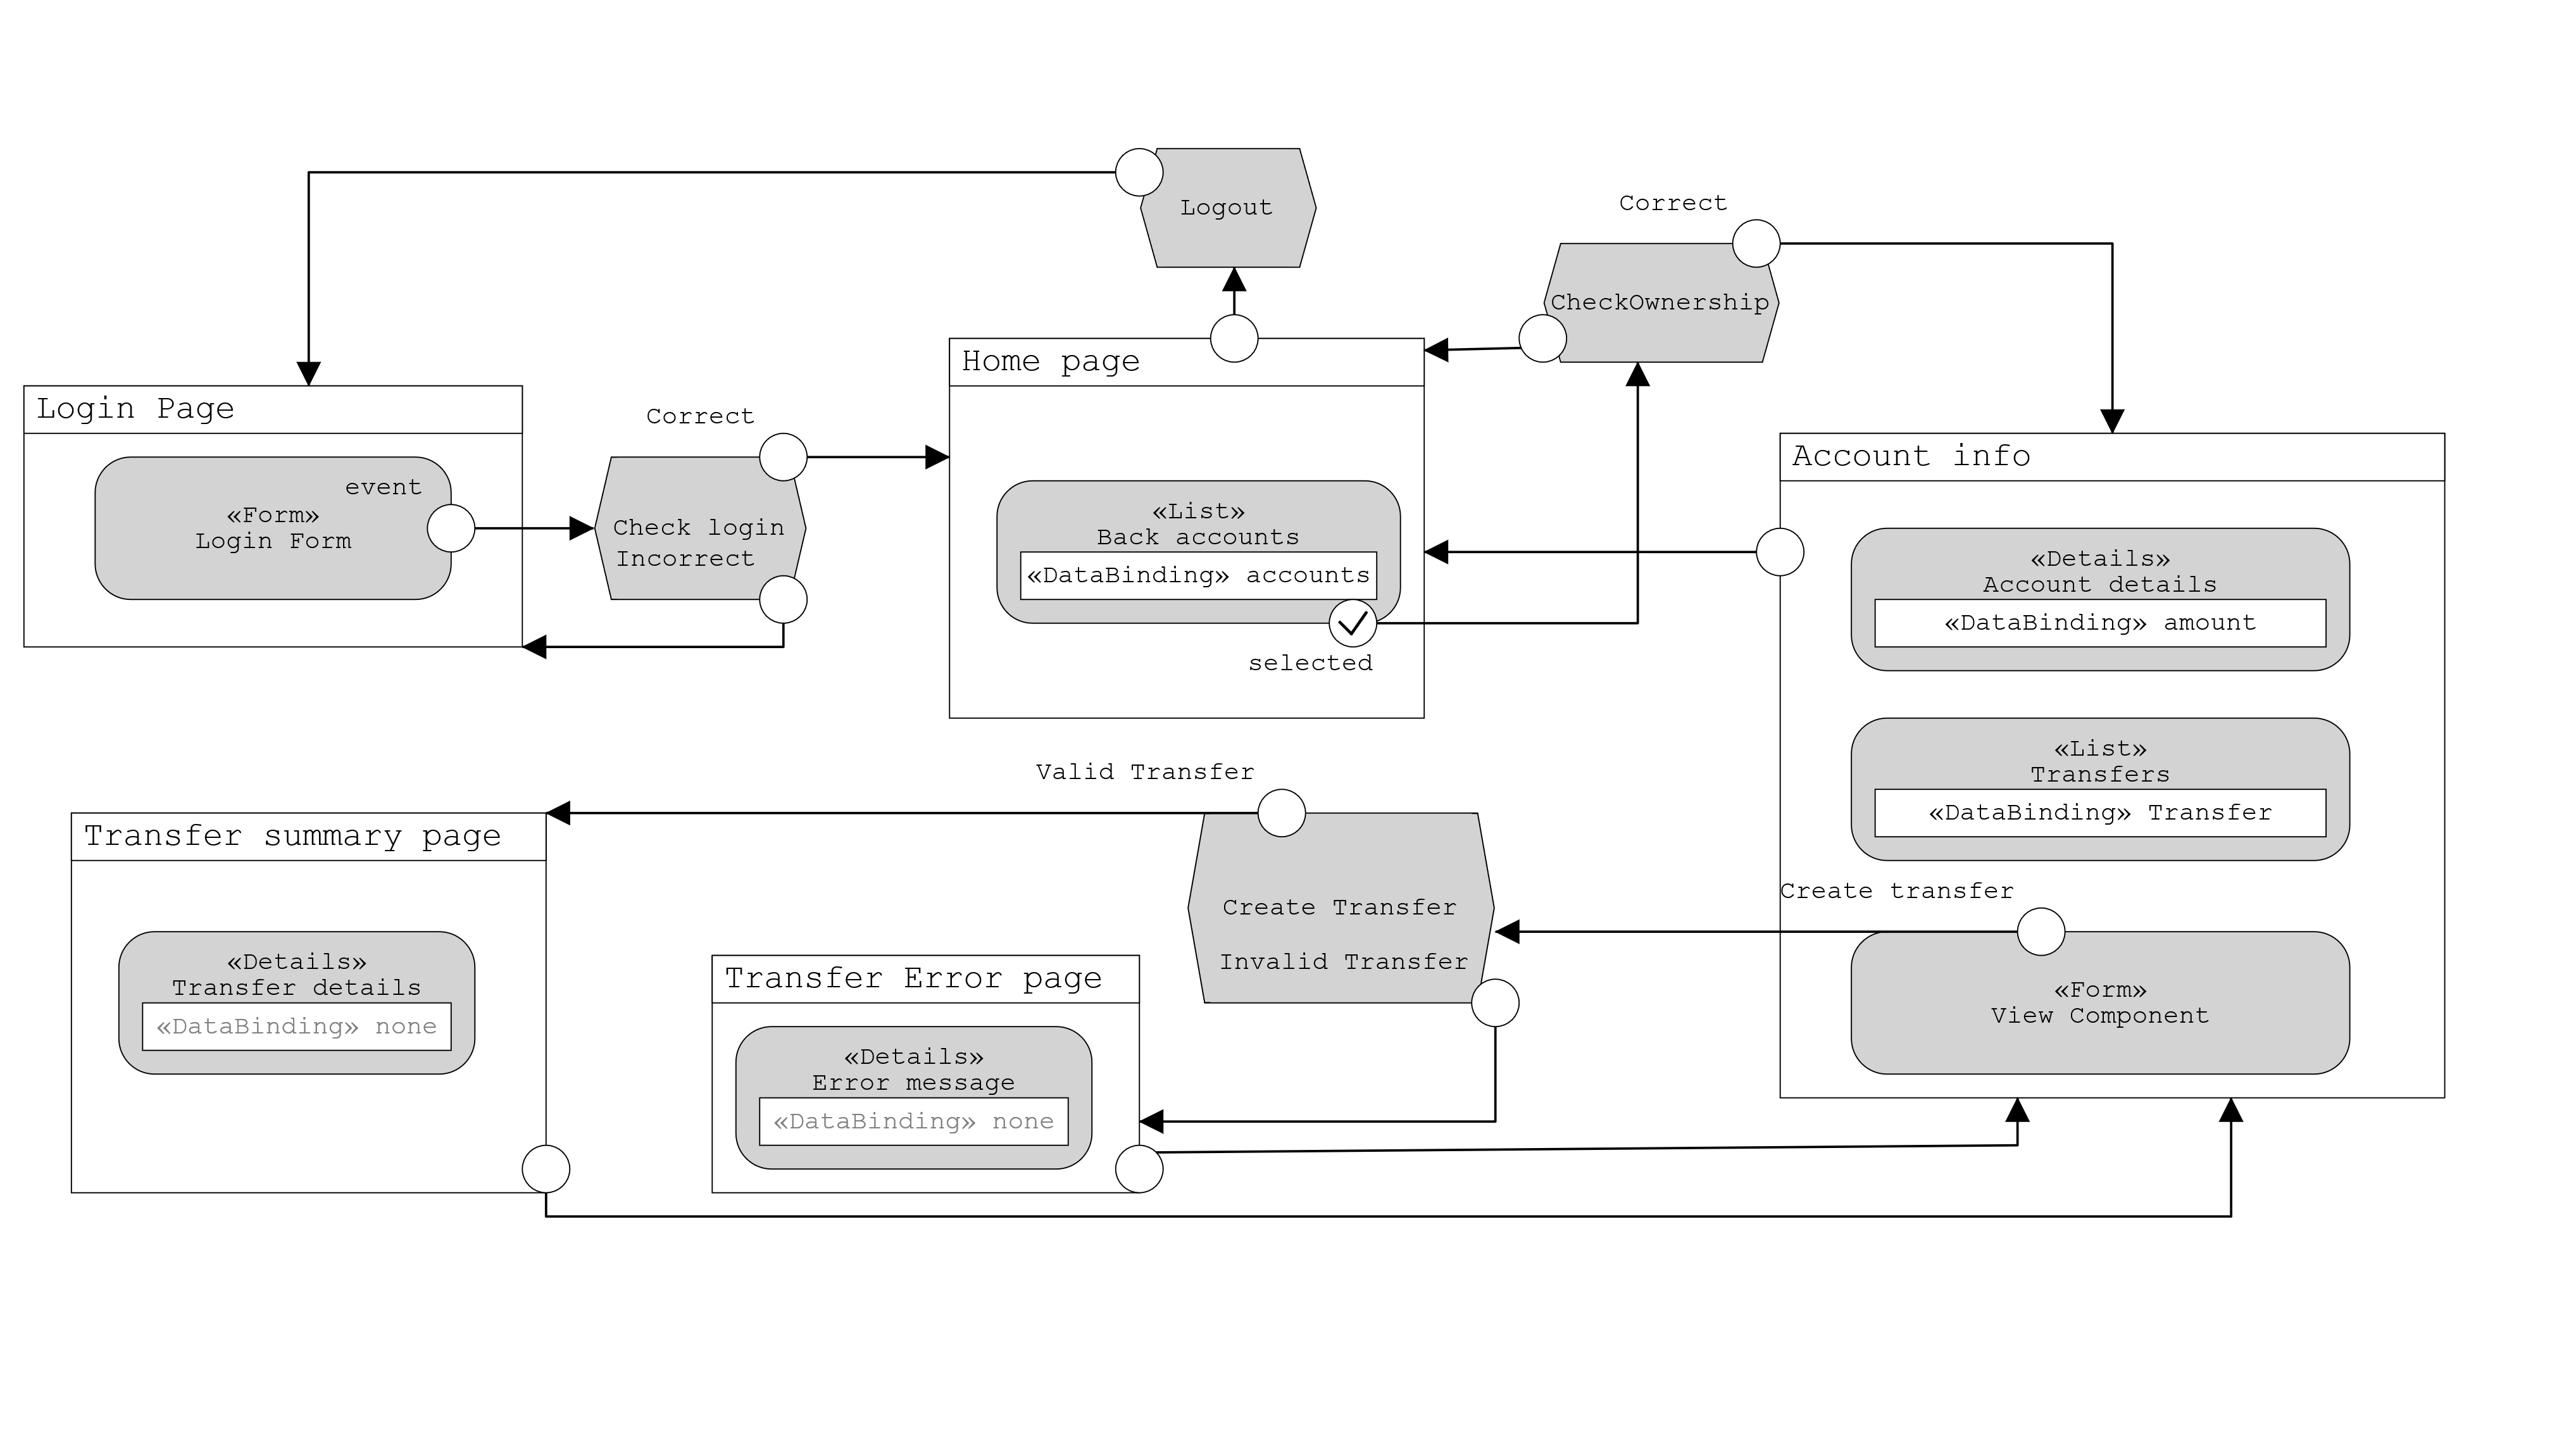 Logout
Correct
CheckOwnership
Home page
Login Page
Correct
event
«Form»
Login Form
Check login
Incorrect
«List»
Back accounts
«DataBinding» accounts
selected
Account info
«Details»
Account details
«DataBinding» amount
«List»
Transfers
«DataBinding» Transfer
Create transfer
«Form»
View Component
Valid Transfer
Create Transfer
Invalid Transfer
Transfer summary page
«Details»
Transfer details
«DataBinding» none
Transfer Error page
«Details»
Error message
«DataBinding» none